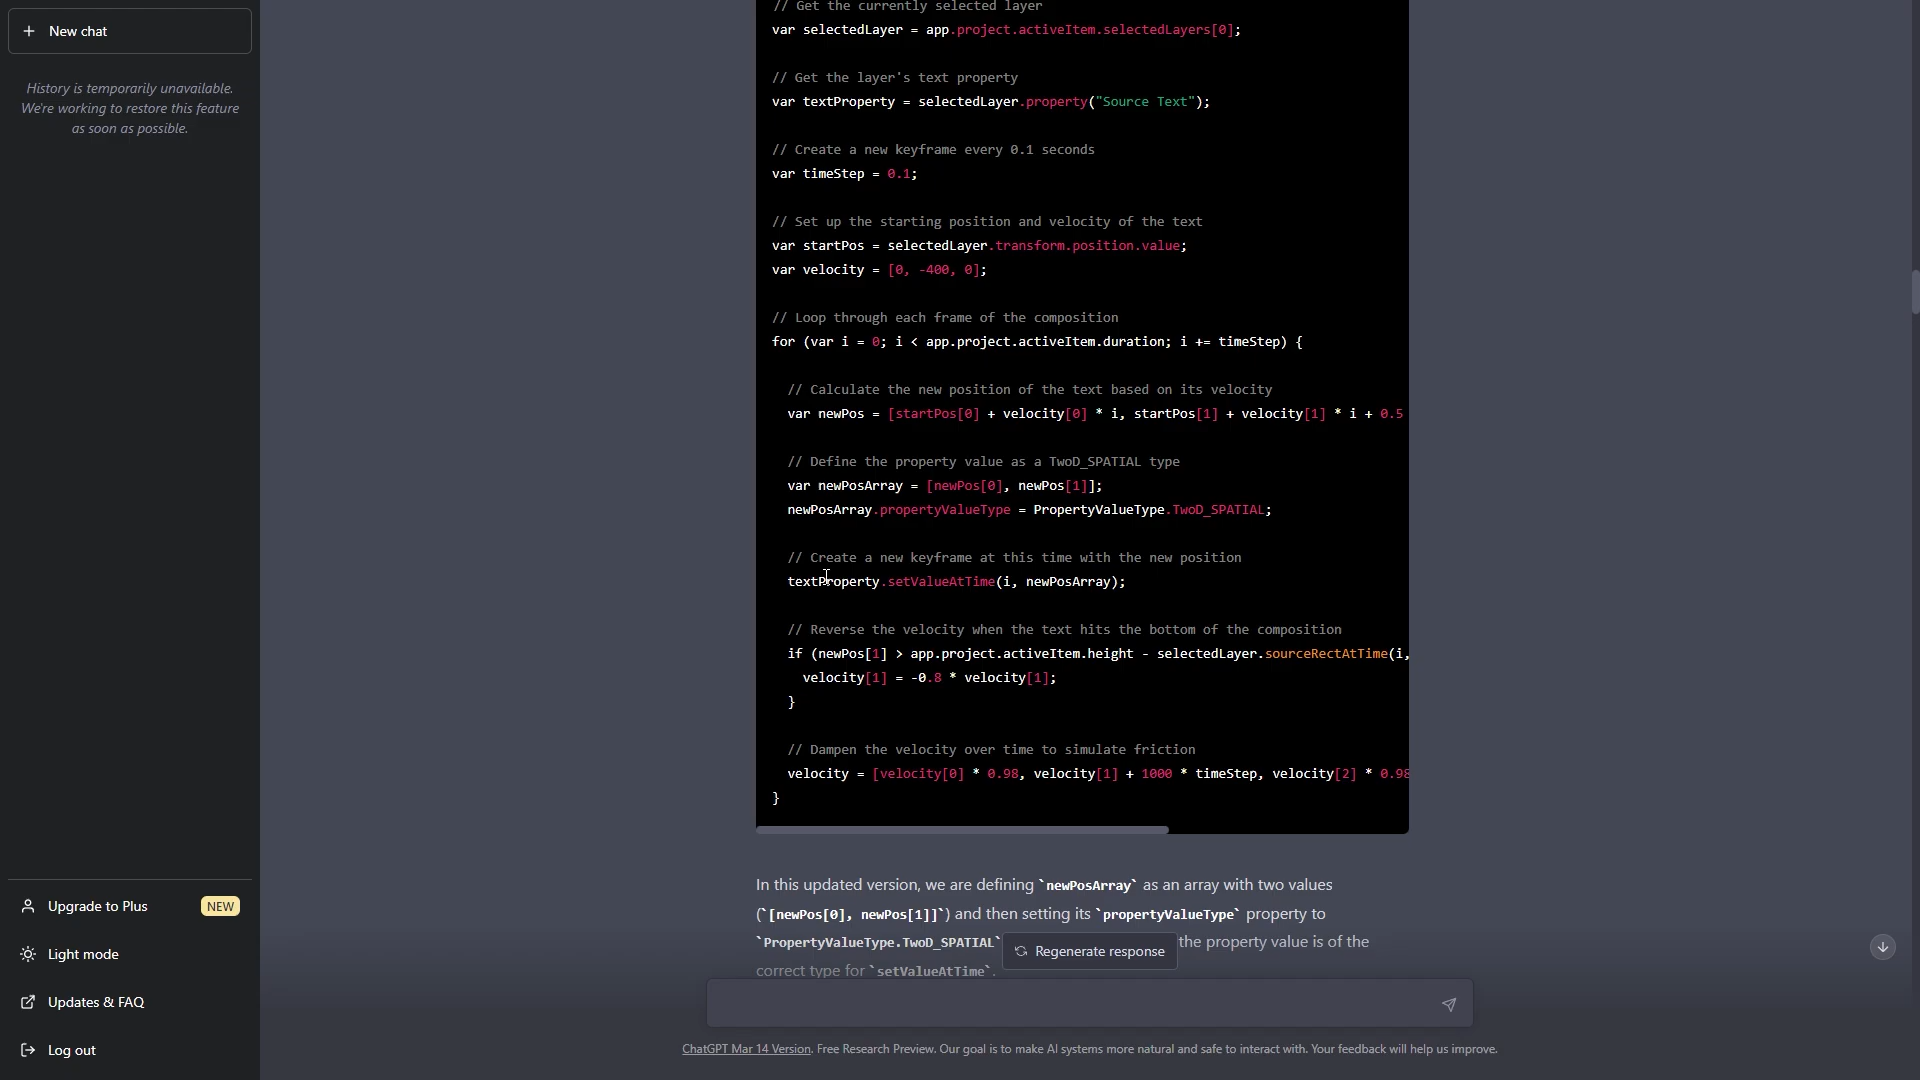 New chat
History is temporarily unavailable.
We're working to restore this feature
as soon as possible.
Upgrade to Plus NEW
Light mode
Updates & FAQ
Log out
// Get the currently selected layer
var selectedLayer = app.project.activeItem.selectedLayers[0];
// Get the layer's text property
var textProperty = selectedLayer.property("Source Text");
// Create a new keyframe every 0.1 seconds
var timeStep = 0.1;
// Set up the starting position and velocity of the text
var startPos = selectedLayer.transform.position.value;
var velocity = [0, -400, 0];
// Loop through each frame of the composition
for (var i = 0; i < app.project.activeItem.duration; i += timeStep) {
// Calculate the new position of the text based on its velocity
var newPos = [startPos[0] + velocity[0] * i, startPos[1] + velocity[1] * i + 0.5
// Define the property value as a TwoD_SPATIAL type
var newPosArray = [newPos[0], newPos[1]];
newPosArray.propertyValueType = PropertyValueType.TwoD_SPATIAL;
// Create a new keyframe at this time with the new position
textProperty.setValueAtTime(i, newPosArray);
// Reverse the velocity when the text hits the bottom of the composition
if (newPos[1] > app.project.activeItem.height - selectedLayer.sourceRectAtTime(i,
velocity[1] = -0.8 * velocity[1];
}
// Dampen the velocity over time to simulate friction
velocity = [velocity[0] * 0.98, velocity[1] + 1000 * timeStep, velocity[2] * 0.98
}
In this updated version, we are defining `newPosArray` as an array with two values
(`[newPos[0], newPos[1]]`) and then setting its `propertyValueType` property to
`PropertyValueType.TwoD_SPATIAL` the property value is of the
correct type for `setValueAtTime`.
Regenerate response
ChatGPT Mar 14 Version. Free Research Preview. Our goal is to make AI systems more natural and safe to interact with. Your feedback will help us improve.